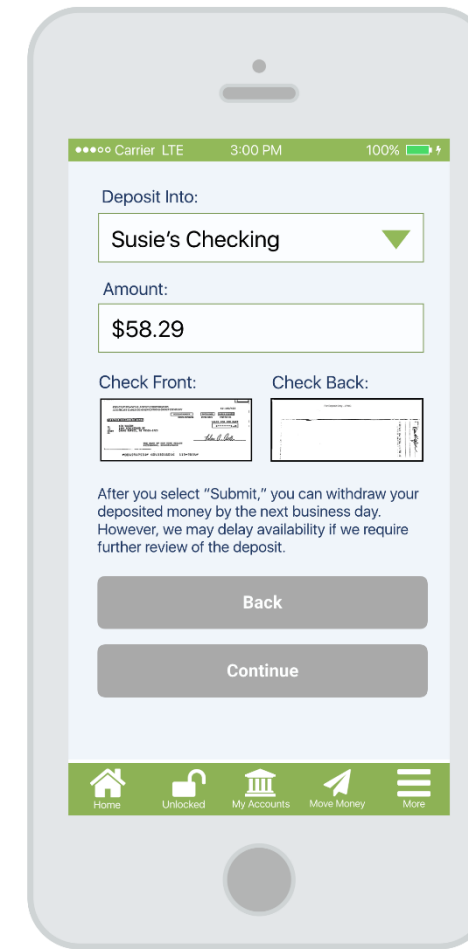 Carrier LTE 3:00 PM 100%
Deposit Into:
Susie’s Checking
Amount:
$58.29
Check Front: Check Back:
After you select “Submit,” you can withdraw your
deposited money by the next business day.
However, we may delay availability if we require
further review of the deposit.
Back
Continue
Home Unlocked My Accounts Move Money More